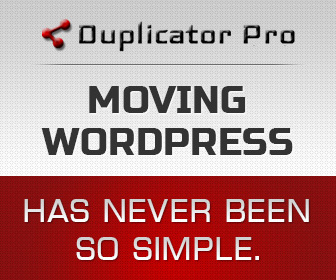 Duplicator Pro
MOVING
WORDPRESS
HAS NEVER BEEN
SO SIMPLE.